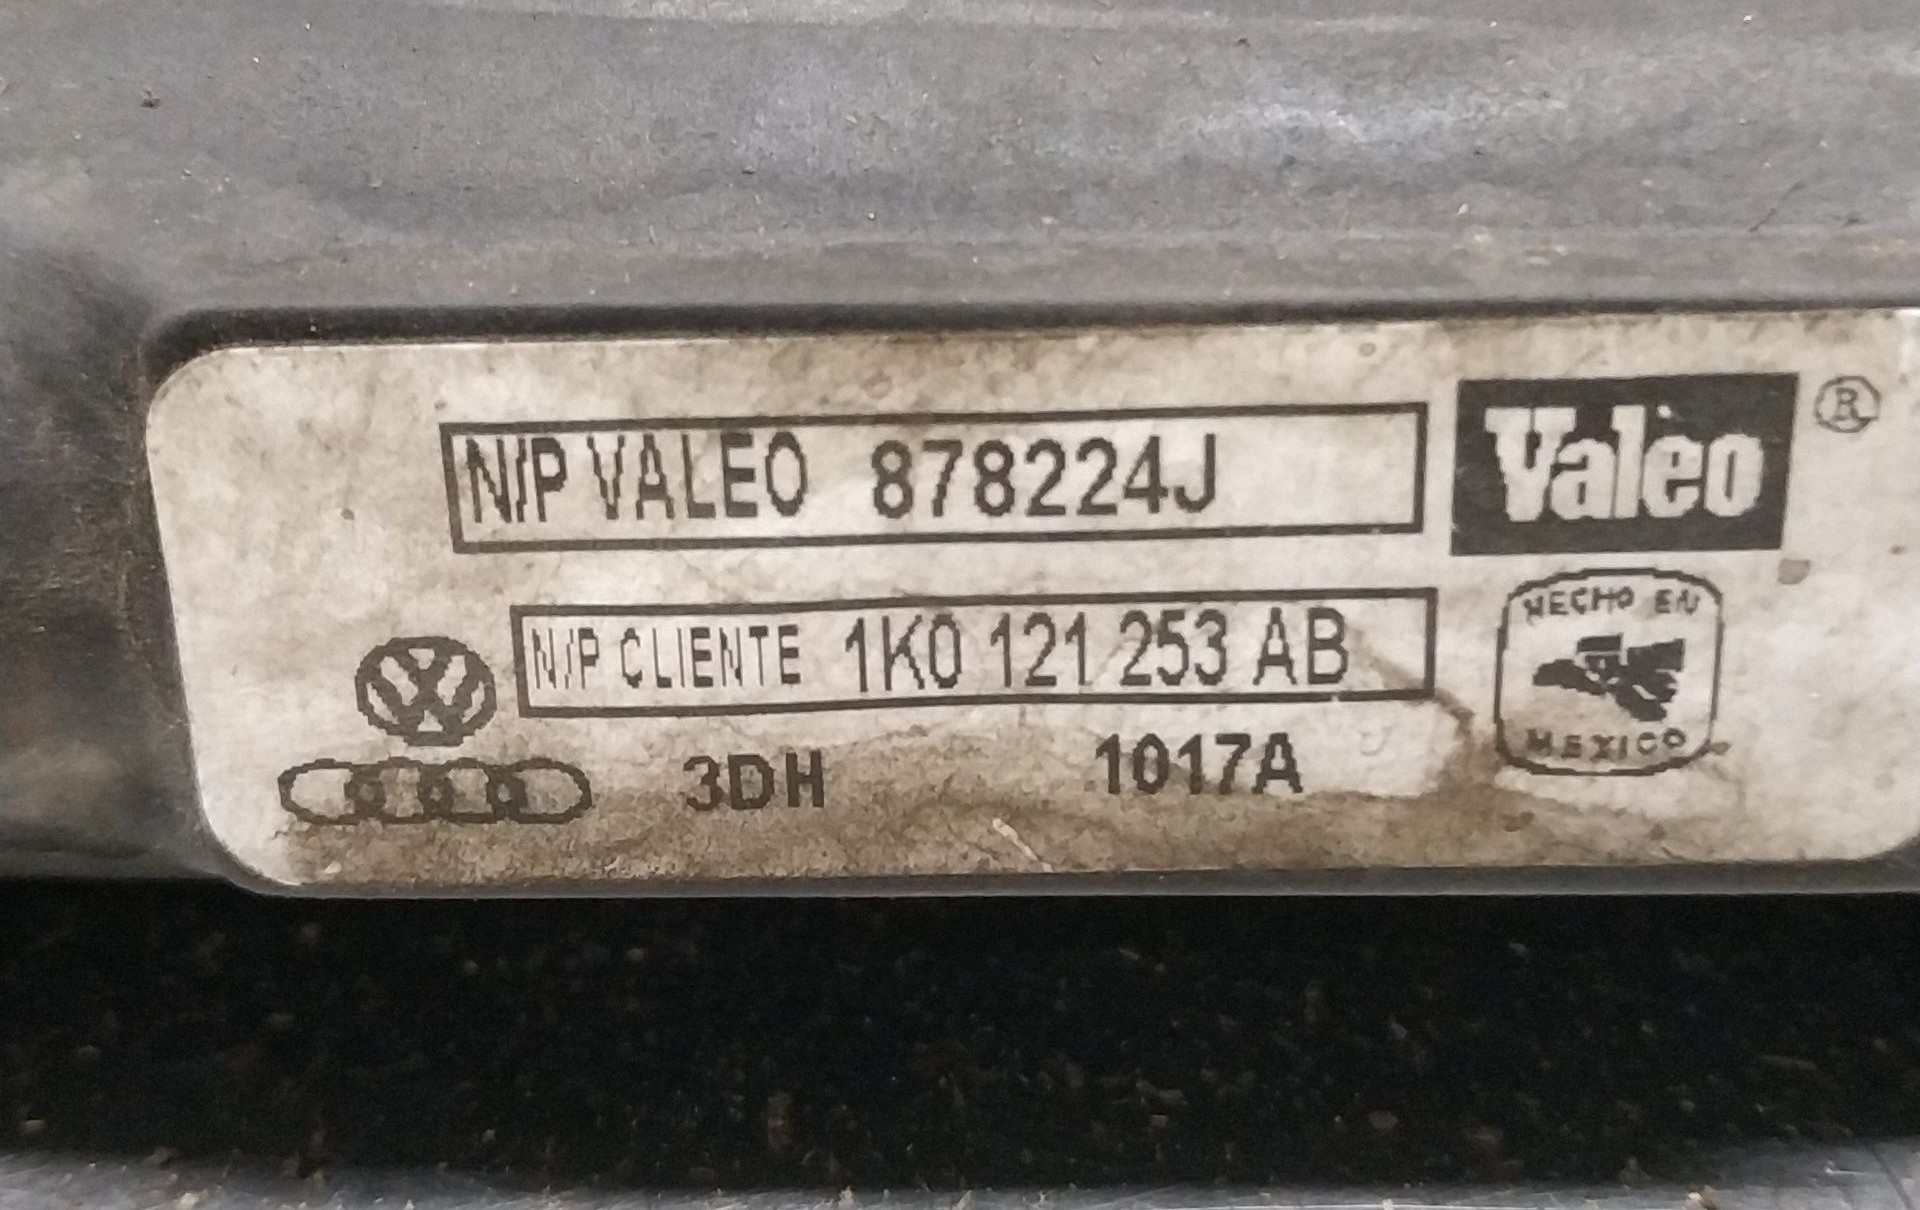 N/P VALEO 878224J
Valeo ®
N/P CLIENTE 1K0 121 253 AB
HECHO EN
MEXICO
3DH 1017A